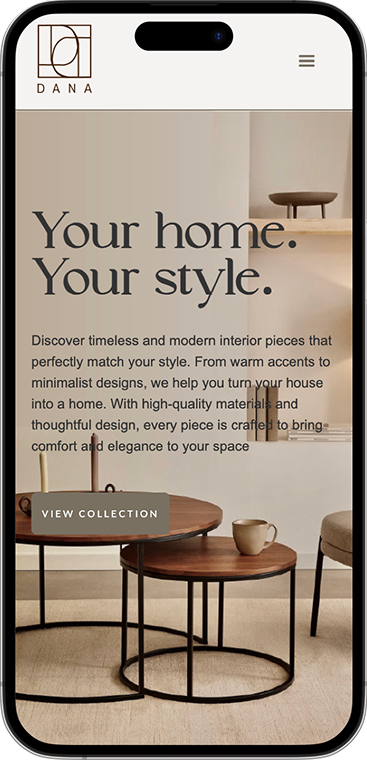 DANA
Your home.
Your style.
Discover timeless and modern interior pieces that
perfectly match your style. From warm accents to
minimalist designs, we help you turn your house
into a home. With high-quality materials and
thoughtful design, every piece is crafted to bring
comfort and elegance to your space
VIEW COLLECTION